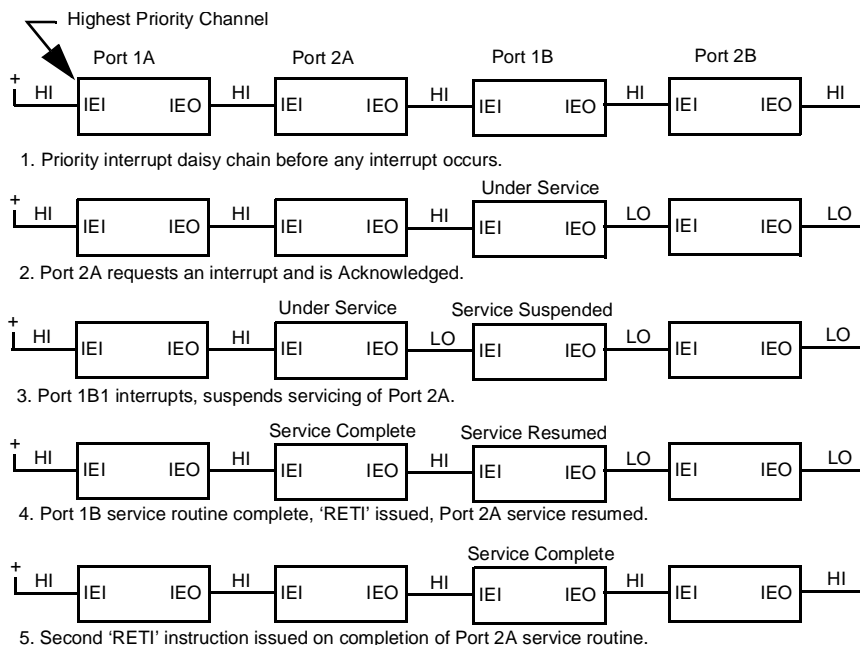 Highest Priority Channel
Port 1A Port 2A Port 1B Port 2B
+ HI IEI IEO HI IEI IEO HI IEI IEO HI IEI IEO HI
1. Priority interrupt daisy chain before any interrupt occurs.
Under Service
+ HI IEI IEO HI IEI IEO HI IEI IEO LO IEI IEO LO
2. Port 2A requests an interrupt and is Acknowledged.
Under Service Service Suspended
+ HI IEI IEO HI IEI IEO LO IEI IEO LO IEI IEO LO
3. Port 1B1 interrupts, suspends servicing of Port 2A.
Service Complete Service Resumed
+ HI IEI IEO HI IEI IEO HI IEI IEO LO IEI IEO LO
4. Port 1B service routine complete, ‘RETI’ issued, Port 2A service resumed.
Service Complete
+ HI IEI IEO HI IEI IEO HI IEI IEO HI IEI IEO HI
5. Second ‘RETI’ instruction issued on completion of Port 2A service routine.